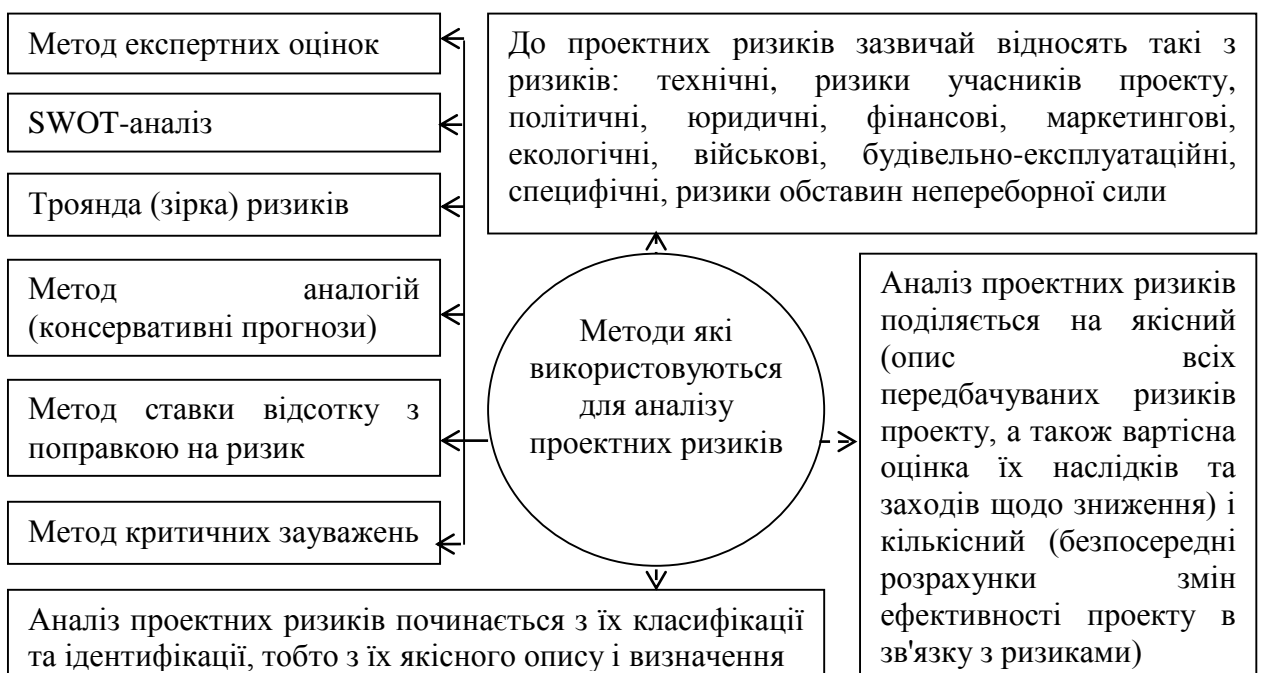 Метод експертних оцінок
SWOT-аналіз
Троянда (зірка) ризиків
Метод аналогій
(консервативні прогнози)
Метод ставки відсотку з
поправкою на ризик
Метод критичних зауважень
До проектних ризиків зазвичай відносять такі з
ризиків: технічні, ризики учасників проекту,
політичні, юридичні, фінансові, маркетингові,
екологічні, військові, будівельно-експлуатаційні,
специфічні, ризики обставин непереборної сили
Методи які
використовуються
для аналізу
проектних ризиків
Аналіз проектних ризиків
поділяється на якісний
(опис всіх
передбачуваних ризиків
проекту, а також вартісна
оцінка їх наслідків та
заходів щодо зниження) і
кількісний (безпосередні
розрахунки змін
ефективності проекту в
зв'язку з ризиками)
Аналіз проектних ризиків починається з їх класифікації
та ідентифікації, тобто з їх якісного опису і визначення